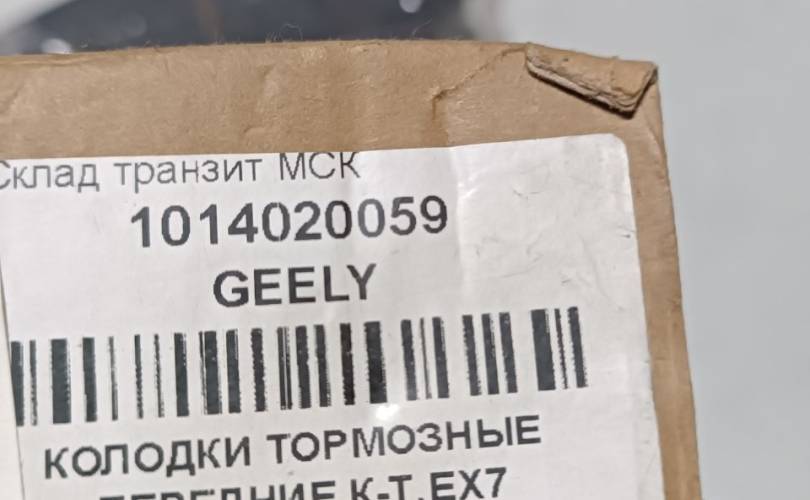 Склад транзит МСК
1014020059
GEELY
КОЛОДКИ ТОРМОЗНЫЕ
ПЕРЕДНИЕ К-Т.EX7